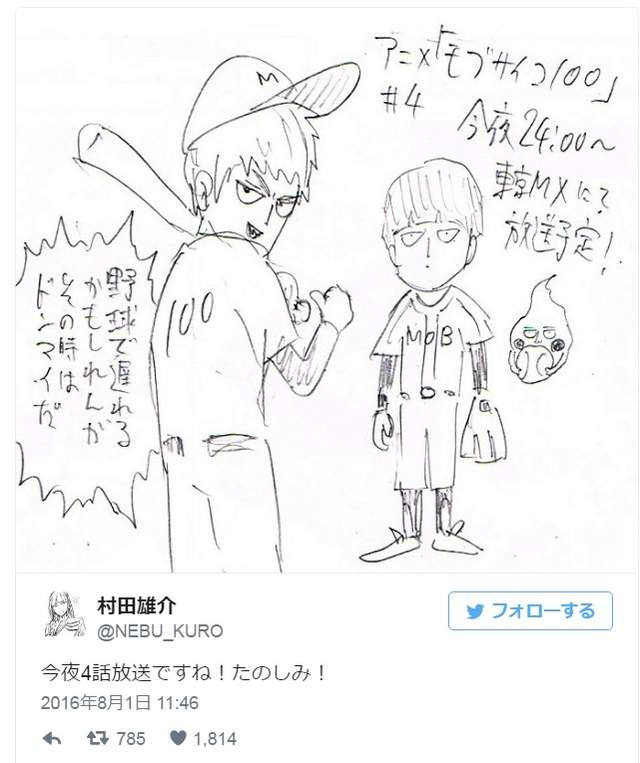 アニメ「モブサイコ100」
#4
今夜24:00~
東京MXにて
放送予定!
M
100
MOB
野球で遅れる
かもしれんが
その時は
ドンマイだ
村田雄介
@NEBU_KURO
フォローする
今夜4話放送ですね!たのしみ!
2016年8月1日 11:46
785 1,814